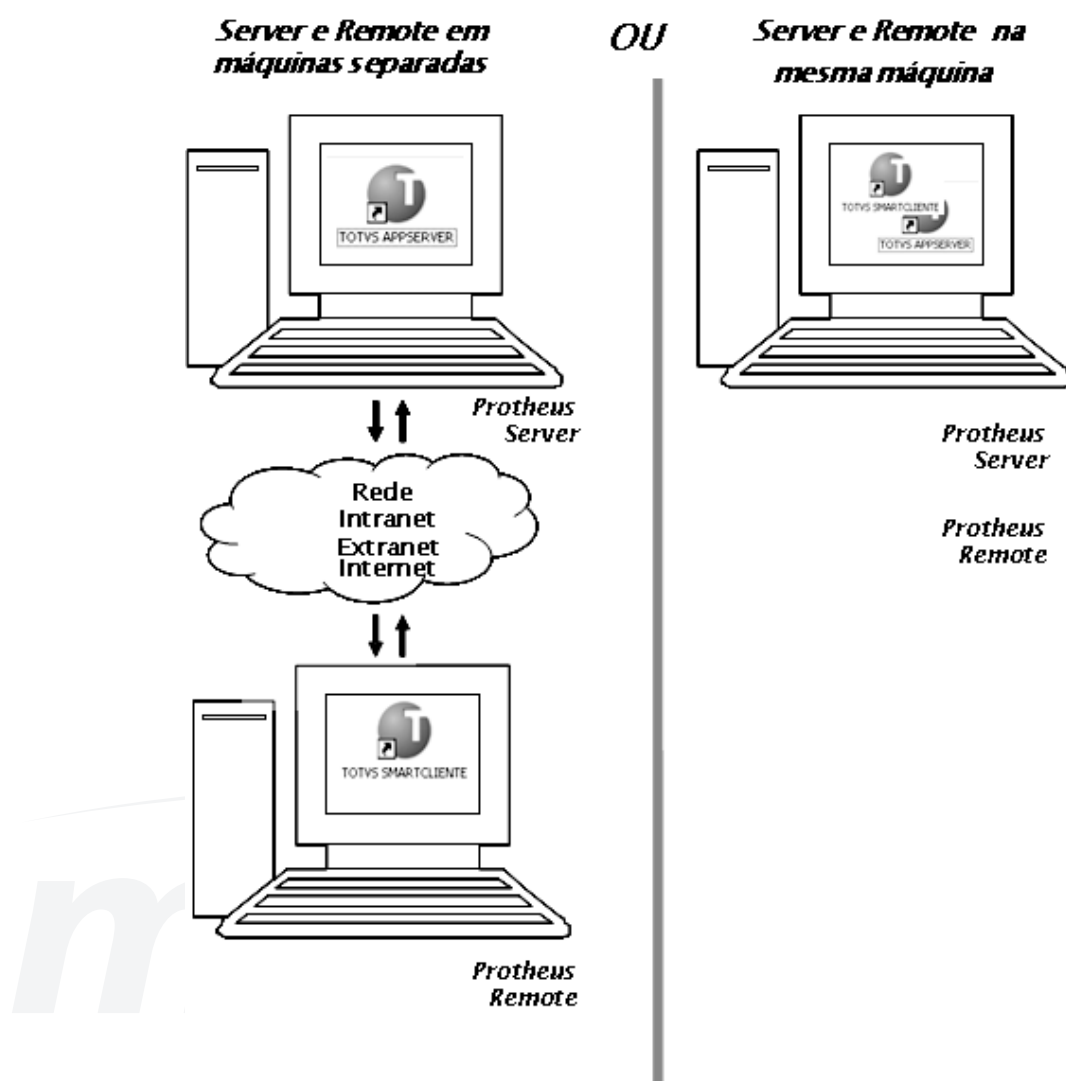 Server e Remote em
máquinas separadas
TOTVS APPSERVER
Protheus
Server
Rede
Intranet
Extranet
Internet
TOTVS SMARTCLIENTE
Protheus
Remote
OU
Server e Remote na
mesma máquina
TOTVS SMARTCLIENTE
TOTVS APPSERVER
Protheus
Server
Protheus
Remote